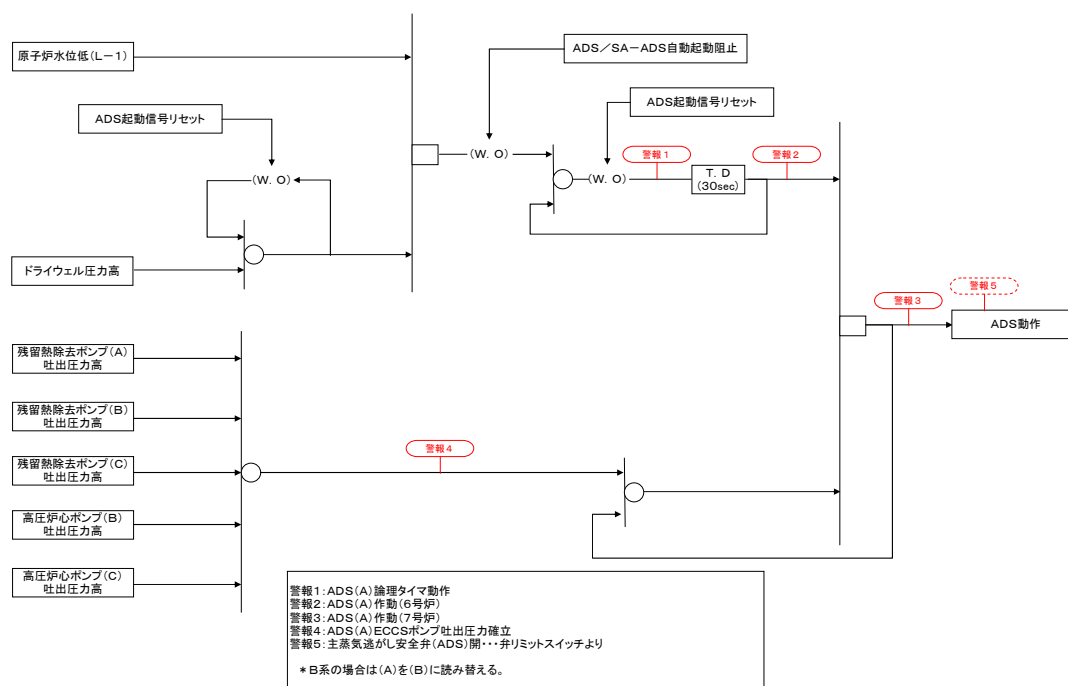 ADS/SA-ADS自動起動阻止
原子炉水位低(L-1)
ADS起動信号リセット
ADS起動信号リセット
(W.O)
警報1
警報2
(W.O)
(W.O)
T.D
(30sec)
ドライウェル圧力高
警報5
警報3
ADS動作
残留熱除去ポンプ(A)
吐出圧力高
残留熱除去ポンプ(B)
吐出圧力高
警報4
残留熱除去ポンプ(C)
吐出圧力高
高圧炉心ポンプ(B)
吐出圧力高
高圧炉心ポンプ(C)
吐出圧力高
警報1:ADS(A)論理タイマ動作
警報2:ADS(A)作動(6号炉)
警報3:ADS(A)作動(7号炉)
警報4:ADS(A)ECCSポンプ吐出圧力確立
警報5:主蒸気逃がし安全弁(ADS)開・・・弁リミットスイッチより
*B系の場合は(A)を(B)に読み替える。